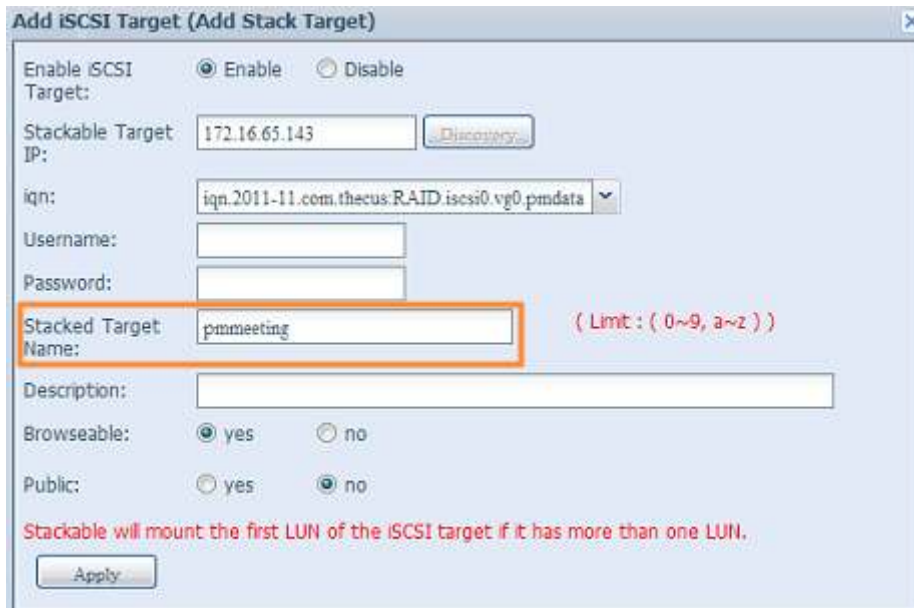 Add iSCSI Target (Add Stack Target)
Enable iSCSI Target: Enable Disable
Stackable Target IP: 172.16.65.143 Discovery
iqn: iqn.2011-11.com.thecus:RAID.iscsi0.vg0.pmdata
Username:
Password:
Stacked Target Name: pmmeeting ( Limit : ( 0~9, a~z ) )
Description:
Browseable: yes no
Public: yes no
Stackable will mount the first LUN of the iSCSI target if it has more than one LUN.
Apply